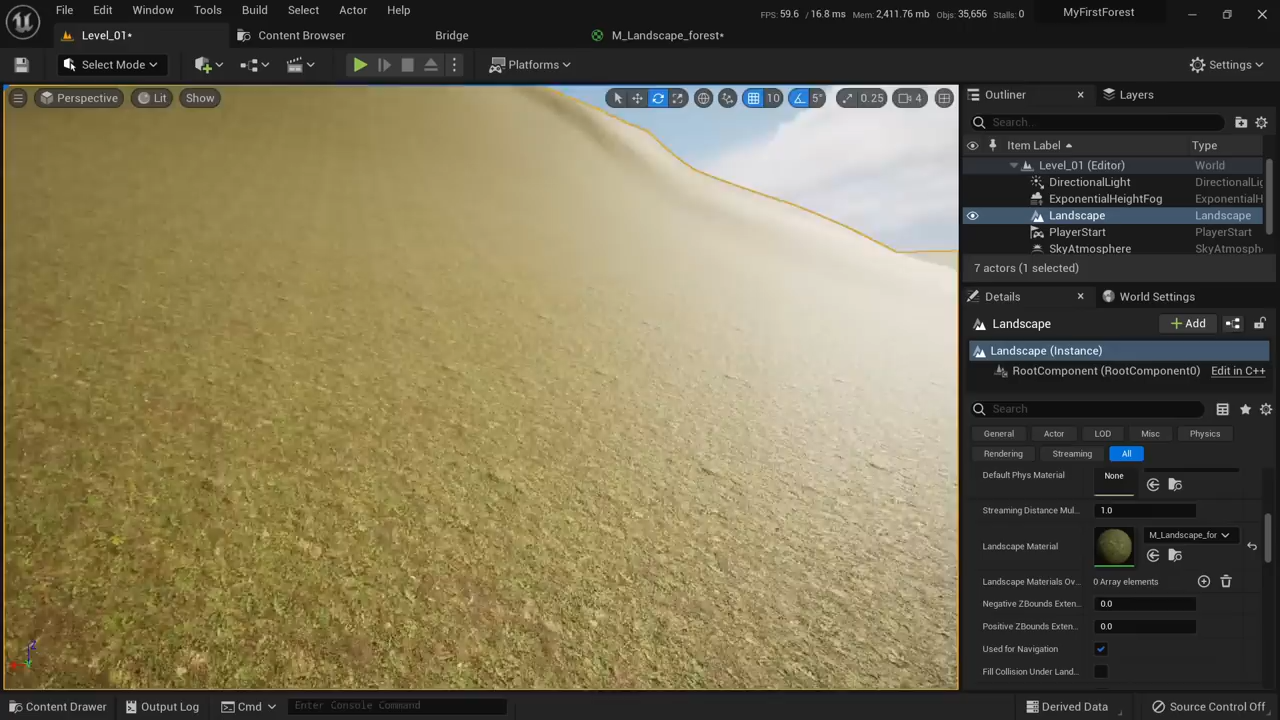 File Edit Window Tools Build Select Actor Help
FPS: 59.6 / 16.8 ms Mem: 2,411.76 mb Objs: 35,656 Stalls: 0
MyFirstForest
Level_01*
Content Browser
Bridge
M_Landscape_forest*
Select Mode
Platforms
Settings
Perspective
Lit
Show
10
5°
0.25
4
Outliner
Layers
Search...
Item Label
Type
Level_01 (Editor) World
DirectionalLight DirectionalLig
ExponentialHeightFog ExponentialH
Landscape Landscape
PlayerStart PlayerStart
SkyAtmosphere SkyAtmosphe
7 actors (1 selected)
Details
World Settings
Landscape
Add
Landscape (Instance)
RootComponent (RootComponent0) Edit in C++
Search
General Actor LOD Misc Physics
Rendering Streaming All
Default Phys Material
None
Streaming Distance Mul... 1.0
Landscape Material
M_Landscape_for
Landscape Materials Ov... 0 Array elements
Negative ZBounds Exten... 0.0
Positive ZBounds Exten... 0.0
Used for Navigation
Fill Collision Under Land...
Content Drawer
Output Log
Cmd
Enter Console Command
Derived Data
Source Control Off